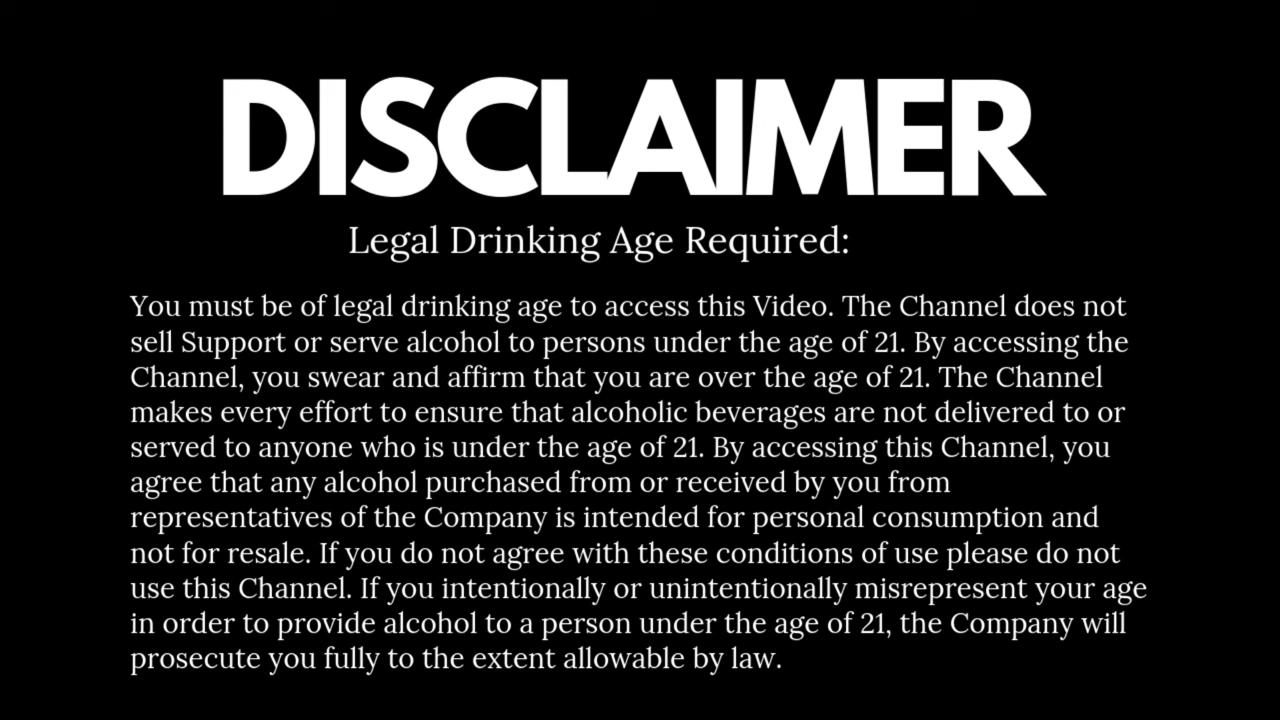 DISCLAIMER
Legal Drinking Age Required:
You must be of legal drinking age to access this Video. The Channel does not
sell Support or serve alcohol to persons under the age of 21. By accessing the
Channel, you swear and affirm that you are over the age of 21. The Channel
makes every effort to ensure that alcoholic beverages are not delivered to or
served to anyone who is under the age of 21. By accessing this Channel, you
agree that any alcohol purchased from or received by you from
representatives of the Company is intended for personal consumption and
not for resale. If you do not agree with these conditions of use please do not
use this Channel. If you intentionally or unintentionally misrepresent your age
in order to provide alcohol to a person under the age of 21, the Company will
prosecute you fully to the extent allowable by law.